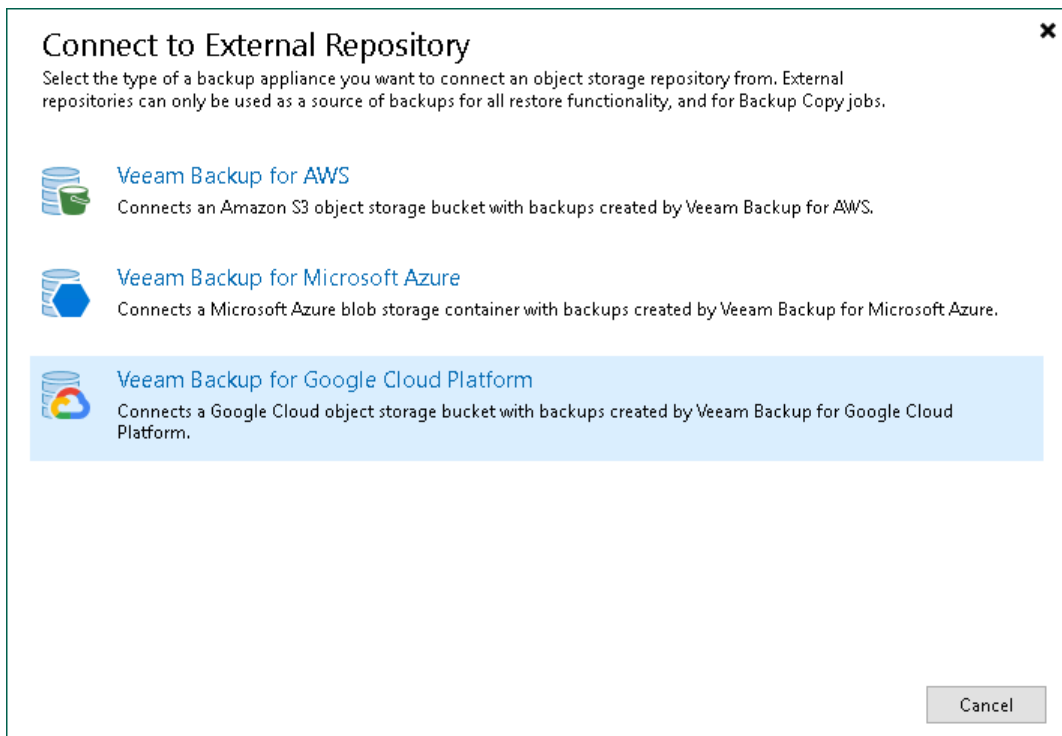 Connect to External Repository
Select the type of a backup appliance you want to connect an object storage repository from. External
repositories can only be used as a source of backups for all restore functionality, and for Backup Copy jobs.
Veeam Backup for AWS
Connects an Amazon S3 object storage bucket with backups created by Veeam Backup for AWS.
Veeam Backup for Microsoft Azure
Connects a Microsoft Azure blob storage container with backups created by Veeam Backup for Microsoft Azure.
Veeam Backup for Google Cloud Platform
Connects a Google Cloud object storage bucket with backups created by Veeam Backup for Google Cloud
Platform.
Cancel